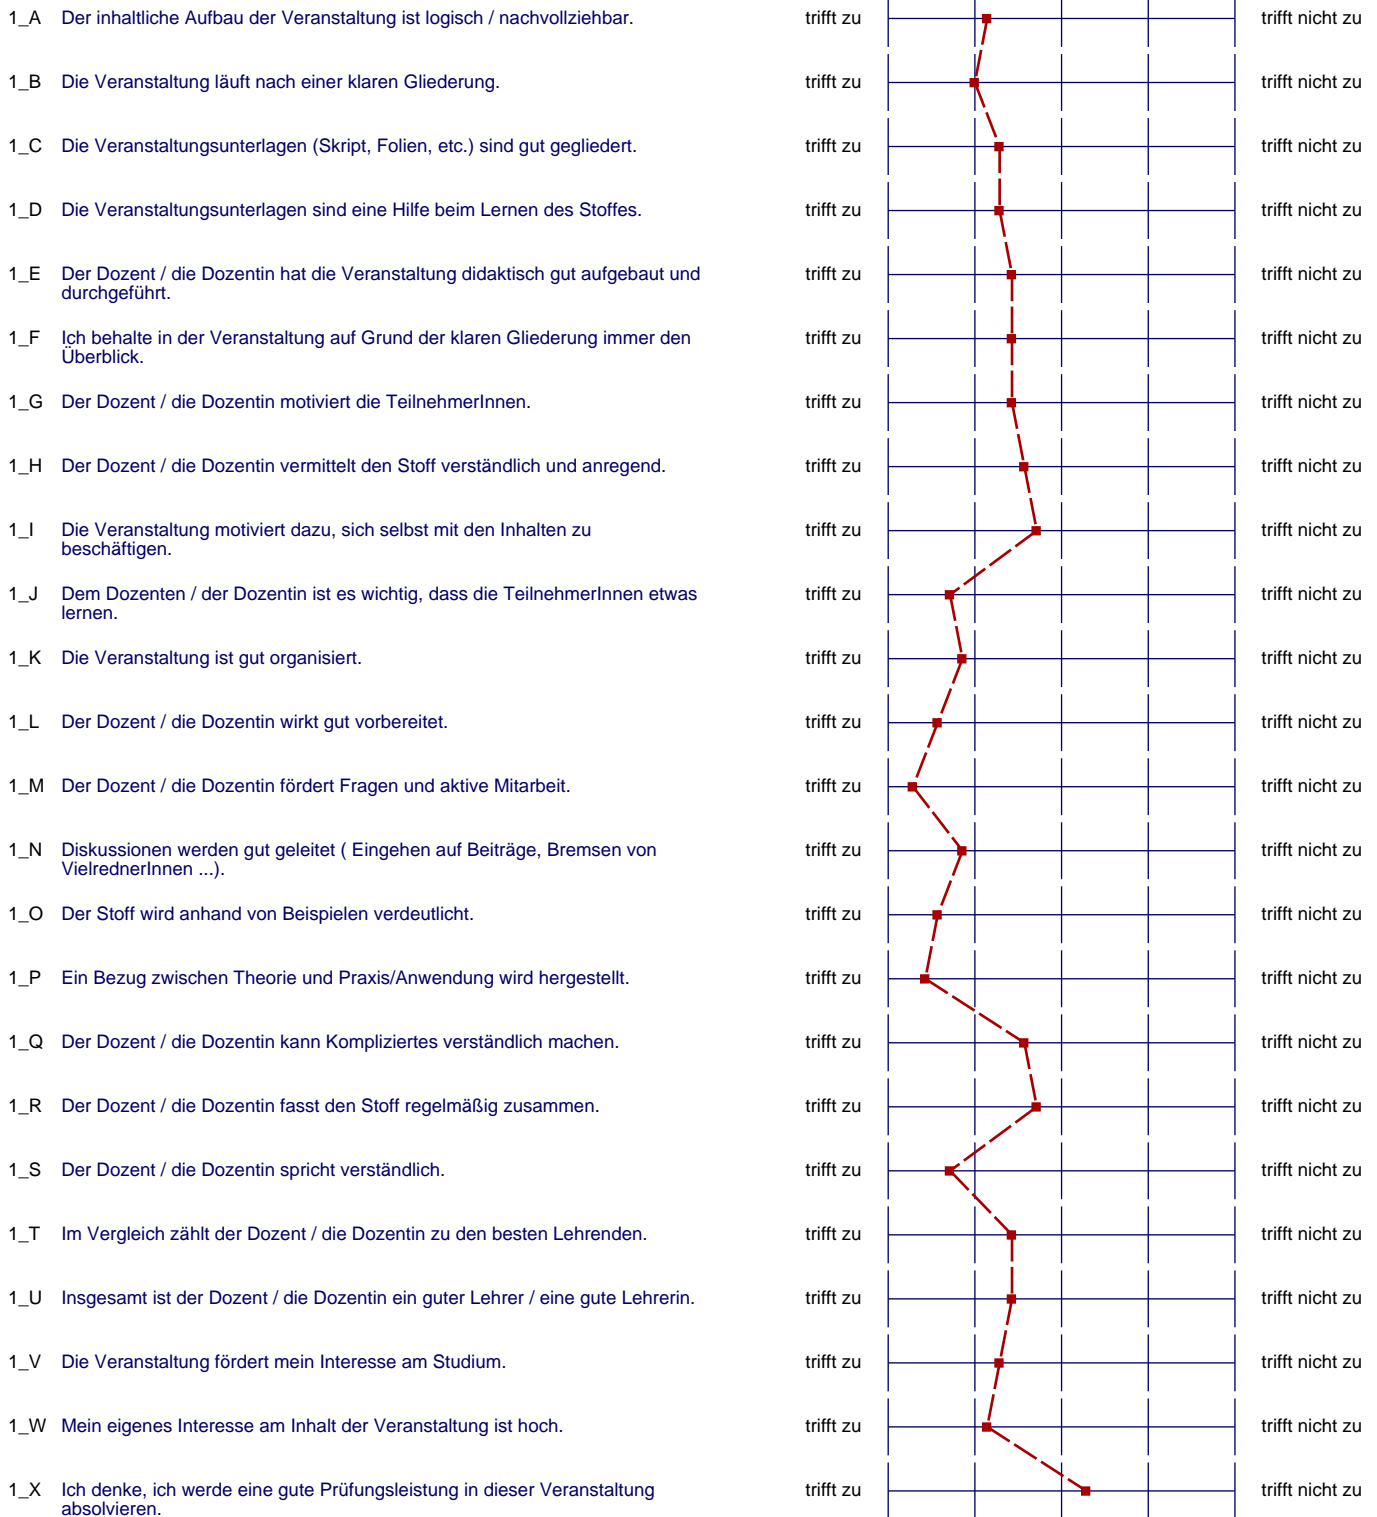 1_A Der inhaltliche Aufbau der Veranstaltung ist logisch / nachvollziehbar. trifft zu trifft nicht zu
1_B Die Veranstaltung läuft nach einer klaren Gliederung. trifft zu trifft nicht zu
1_C Die Veranstaltungsunterlagen (Skript, Folien, etc.) sind gut gegliedert. trifft zu trifft nicht zu
1_D Die Veranstaltungsunterlagen sind eine Hilfe beim Lernen des Stoffes. trifft zu trifft nicht zu
1_E Der Dozent / die Dozentin hat die Veranstaltung didaktisch gut aufgebaut und trifft zu trifft nicht zu
durchgeführt.
1_F Ich behalte in der Veranstaltung auf Grund der klaren Gliederung immer den trifft zu trifft nicht zu
Überblick.
1_G Der Dozent / die Dozentin motiviert die TeilnehmerInnen. trifft zu trifft nicht zu
1_H Der Dozent / die Dozentin vermittelt den Stoff verständlich und anregend. trifft zu trifft nicht zu
1_I Die Veranstaltung motiviert dazu, sich selbst mit den Inhalten zu trifft zu trifft nicht zu
beschäftigen.
1_J Dem Dozenten / der Dozentin ist es wichtig, dass die TeilnehmerInnen etwas trifft zu trifft nicht zu
lernen.
1_K Die Veranstaltung ist gut organisiert. trifft zu trifft nicht zu
1_L Der Dozent / die Dozentin wirkt gut vorbereitet. trifft zu trifft nicht zu
1_M Der Dozent / die Dozentin fördert Fragen und aktive Mitarbeit. trifft zu trifft nicht zu
1_N Diskussionen werden gut geleitet ( Eingehen auf Beiträge, Bremsen von trifft zu trifft nicht zu
VielrednerInnen ...).
1_O Der Stoff wird anhand von Beispielen verdeutlicht. trifft zu trifft nicht zu
1_P Ein Bezug zwischen Theorie und Praxis/Anwendung wird hergestellt. trifft zu trifft nicht zu
1_Q Der Dozent / die Dozentin kann Kompliziertes verständlich machen. trifft zu trifft nicht zu
1_R Der Dozent / die Dozentin fasst den Stoff regelmäßig zusammen. trifft zu trifft nicht zu
1_S Der Dozent / die Dozentin spricht verständlich. trifft zu trifft nicht zu
1_T Im Vergleich zählt der Dozent / die Dozentin zu den besten Lehrenden. trifft zu trifft nicht zu
1_U Insgesamt ist der Dozent / die Dozentin ein guter Lehrer / eine gute Lehrerin. trifft zu trifft nicht zu
1_V Die Veranstaltung fördert mein Interesse am Studium. trifft zu trifft nicht zu
1_W Mein eigenes Interesse am Inhalt der Veranstaltung ist hoch. trifft zu trifft nicht zu
1_X Ich denke, ich werde eine gute Prüfungsleistung in dieser Veranstaltung trifft zu trifft nicht zu
absolvieren.